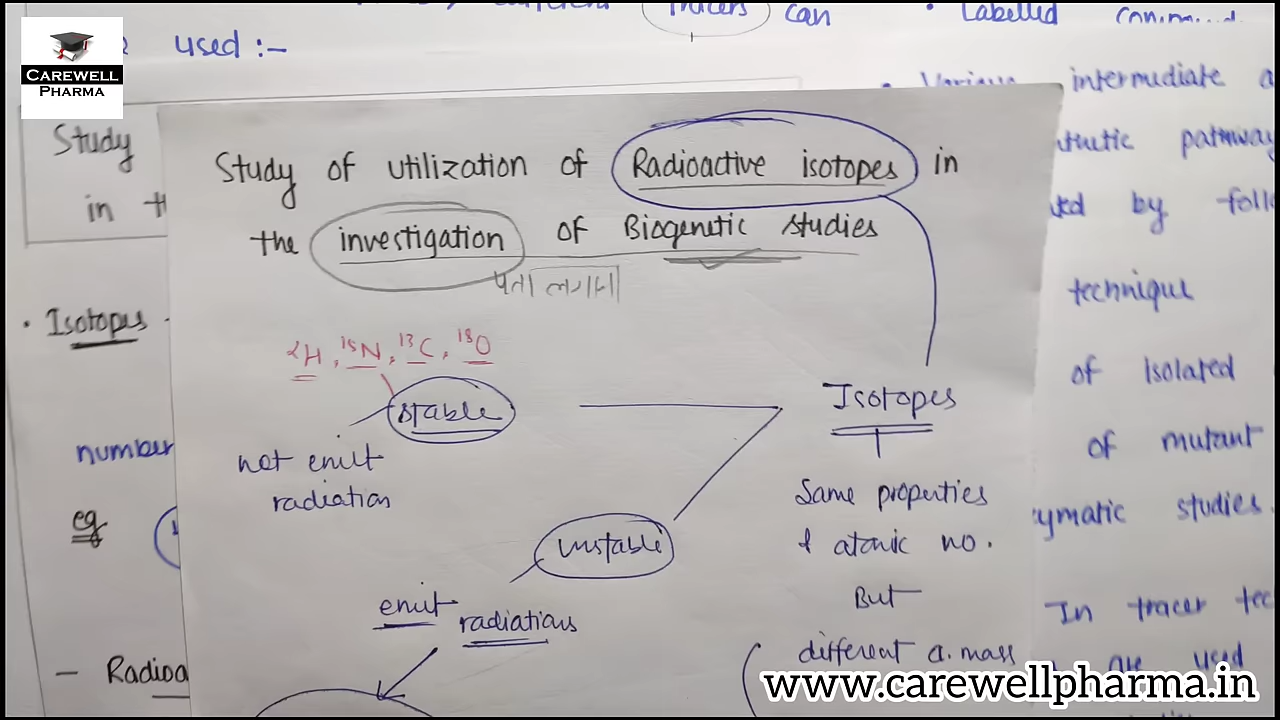 CAREWELL
PHARMA
used :-
tracers can
Labelled
Various intermediate
pathway
by
technique
of isolated
of mutant
studies.
In tracer
are used
Study
in
Isotopes
number
eg
Study of utilization of Radioactive isotopes in
the investigation of Biogenetic studies
पता लगाना
²H, ¹⁵N, ¹³C, ¹⁸O
stable
not emit
radiation
Isotopes
Same properties
& atomic no.
But
different a. mass
unstable
emit
radiations
www.carewellpharma.in